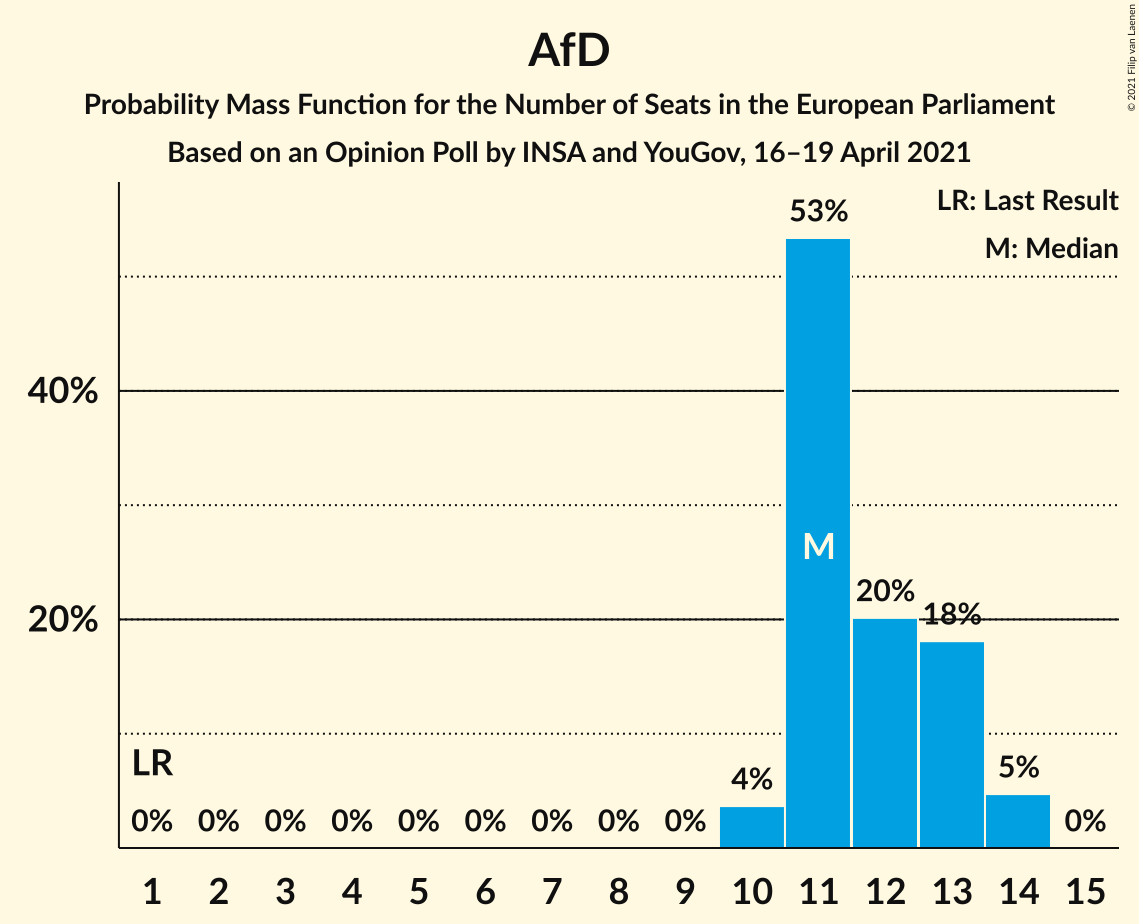 AfD
Probability Mass Function for the Number of Seats in the European Parliament
Based on an Opinion Poll by INSA and YouGov, 16–19 April 2021
© 2021 Filip van Laenen
LR: Last Result
M: Median
53%
40%
M
20%
20%
18%
LR
0% 0% 0% 0% 0% 0% 0% 0% 0% 4% 5% 0%
1 2 3 4 5 6 7 8 9 10 11 12 13 14 15